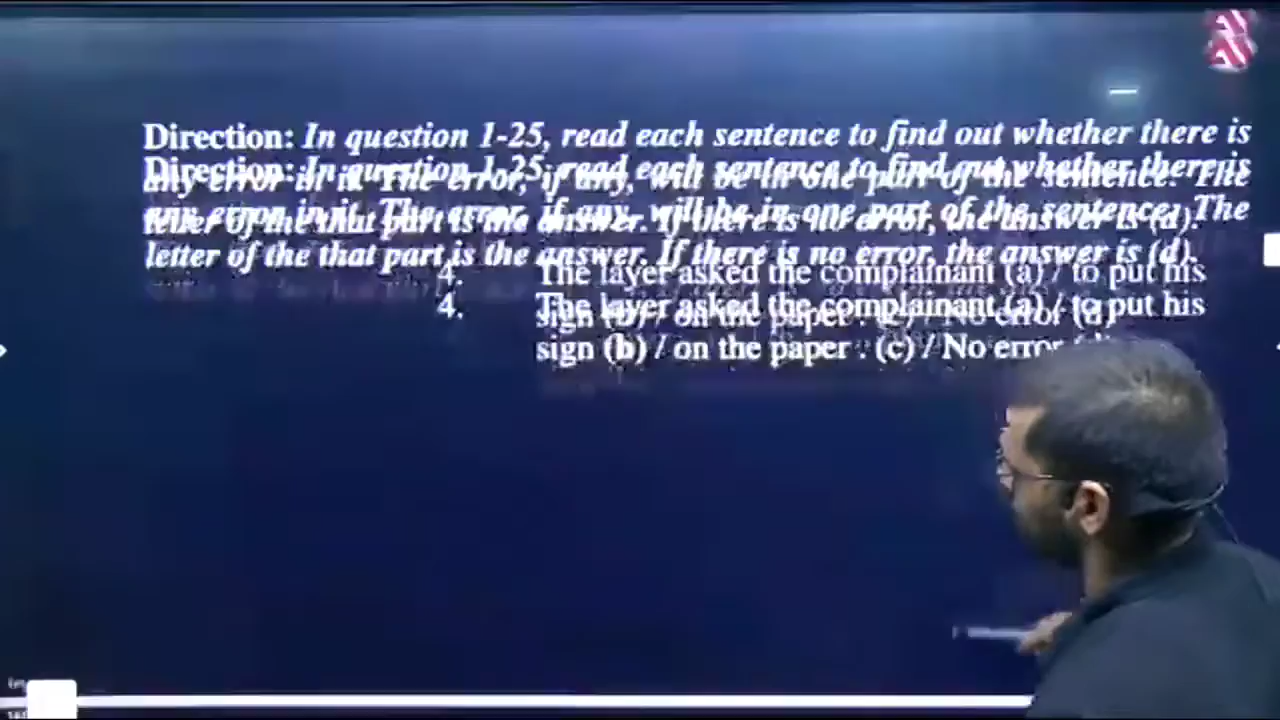 Direction: In question 1-25, read each sentence to find out whether there is
any error in it. The error, if any, will be in one part of the sentence. The
letter of the that part is the answer. If there is no error, the answer is (d).
4. The layer asked the complainant (a) / to put his
sign (b) / on the paper . (c) / No error (d)